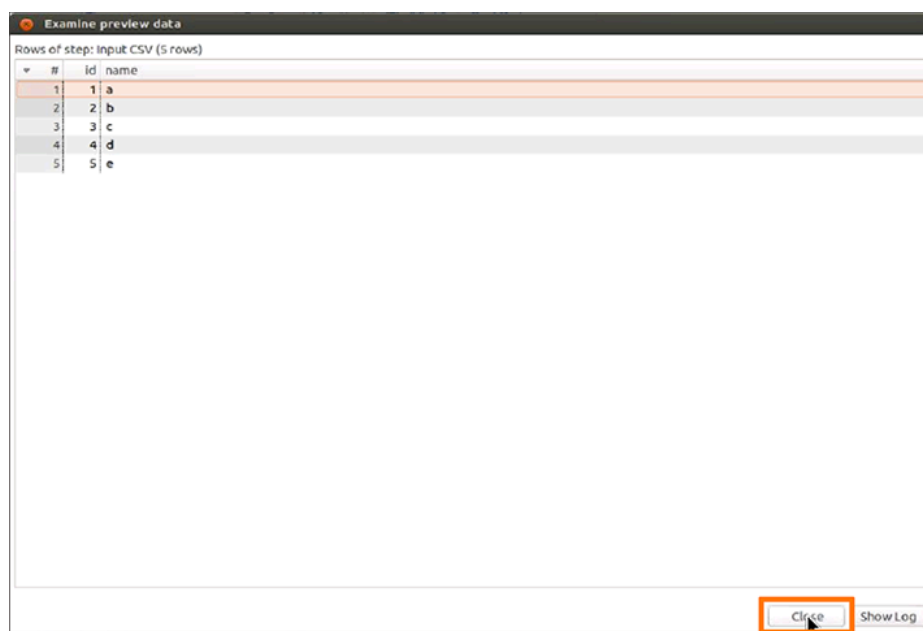 Examine preview data
Rows of step: Input CSV (5 rows)
# id name
1 1 a
2 2 b
3 3 c
4 4 d
5 5 e
Close Show Log